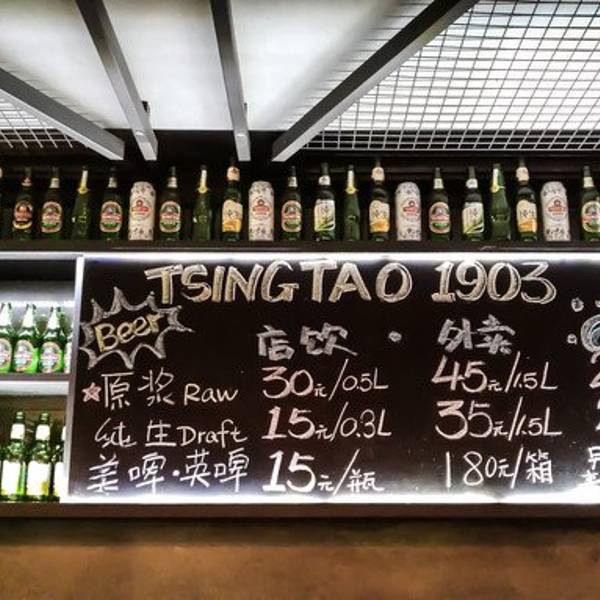 TSINGTAO 1903
Beer
店饮 外卖
原浆 Raw 30元/0.5L 45元/1.5L
纯生 Draft 15元/0.3L 35元/1.5L
美啤·英啤 15元/瓶 180元/箱